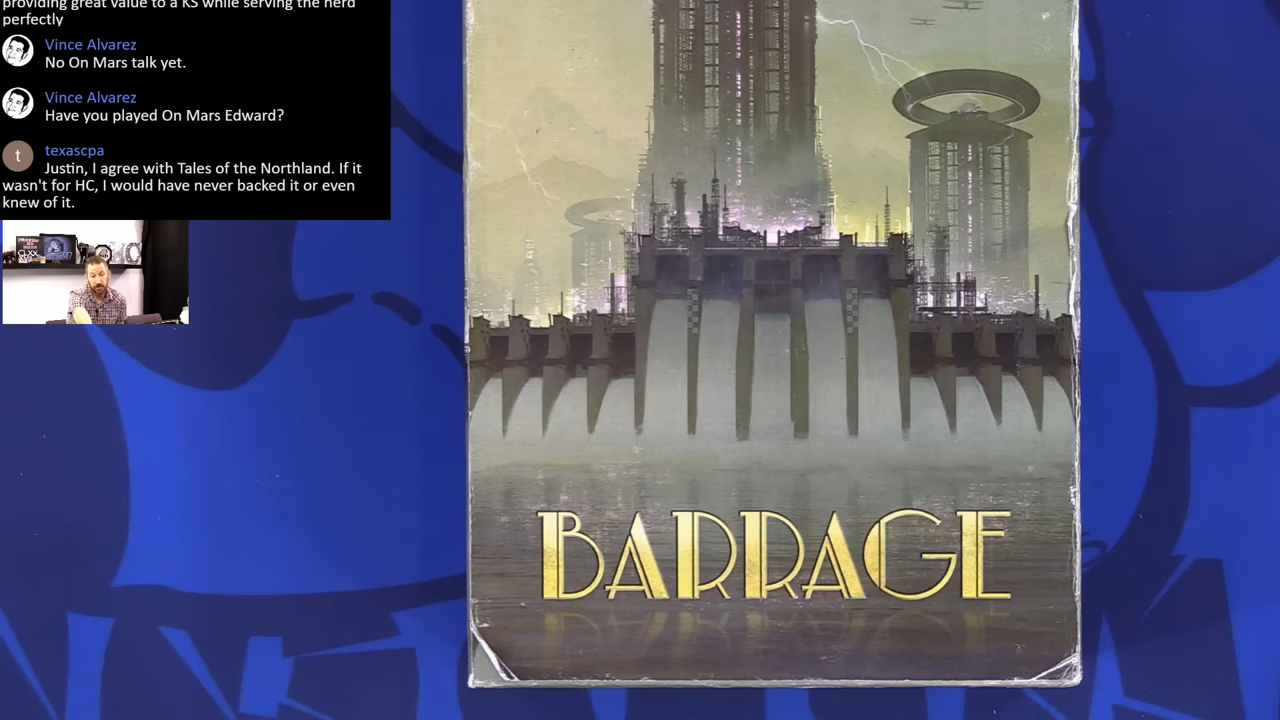 providing great value to a KS while serving the nerd
perfectly
Vince Alvarez
No On Mars talk yet.
Vince Alvarez
Have you played On Mars Edward?
t
texascpa
Justin, I agree with Tales of the Northland. If it
wasn't for HC, I would have never backed it or even
knew of it.
BARRAGE